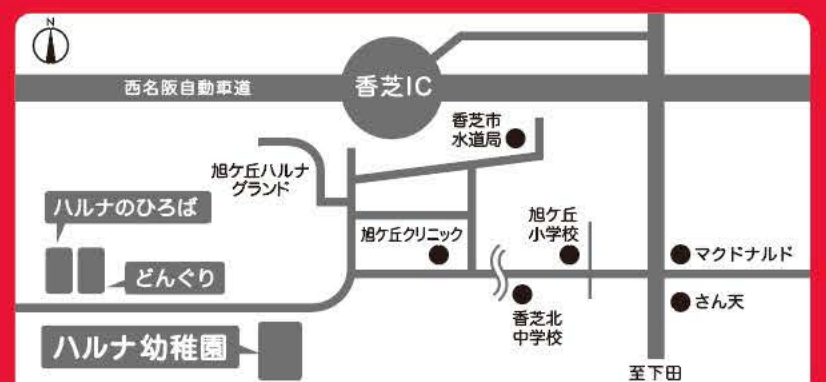 N
西名阪自動車道
香芝IC
香芝市
水道局
旭ケ丘ハルナ
グランド
ハルナのひろば
旭ケ丘クリニック
旭ケ丘
小学校
マクドナルド
どんぐり
さん天
香芝北
中学校
ハルナ幼稚園
至下田